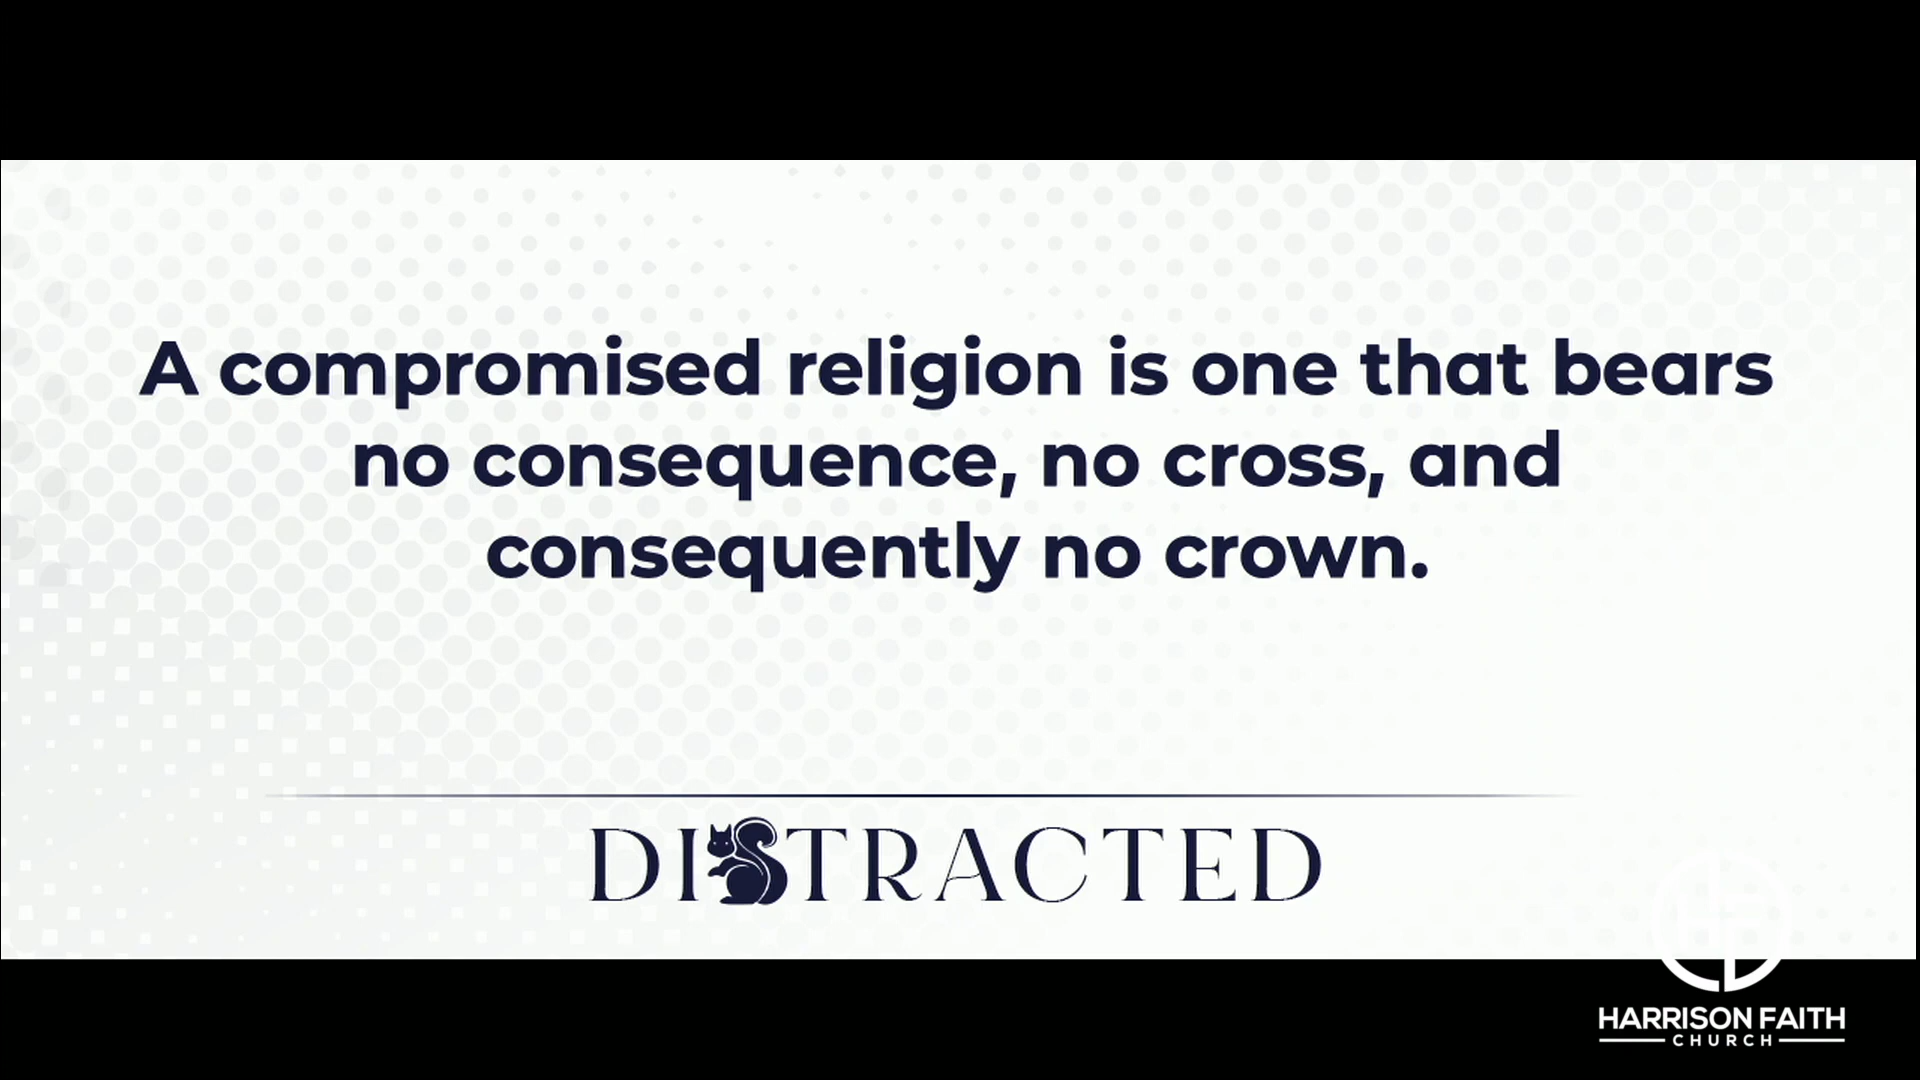 A compromised religion is one that bears
no consequence, no cross, and
consequently no crown.
DISTRACTED
HARRISON FAITH
CHURCH